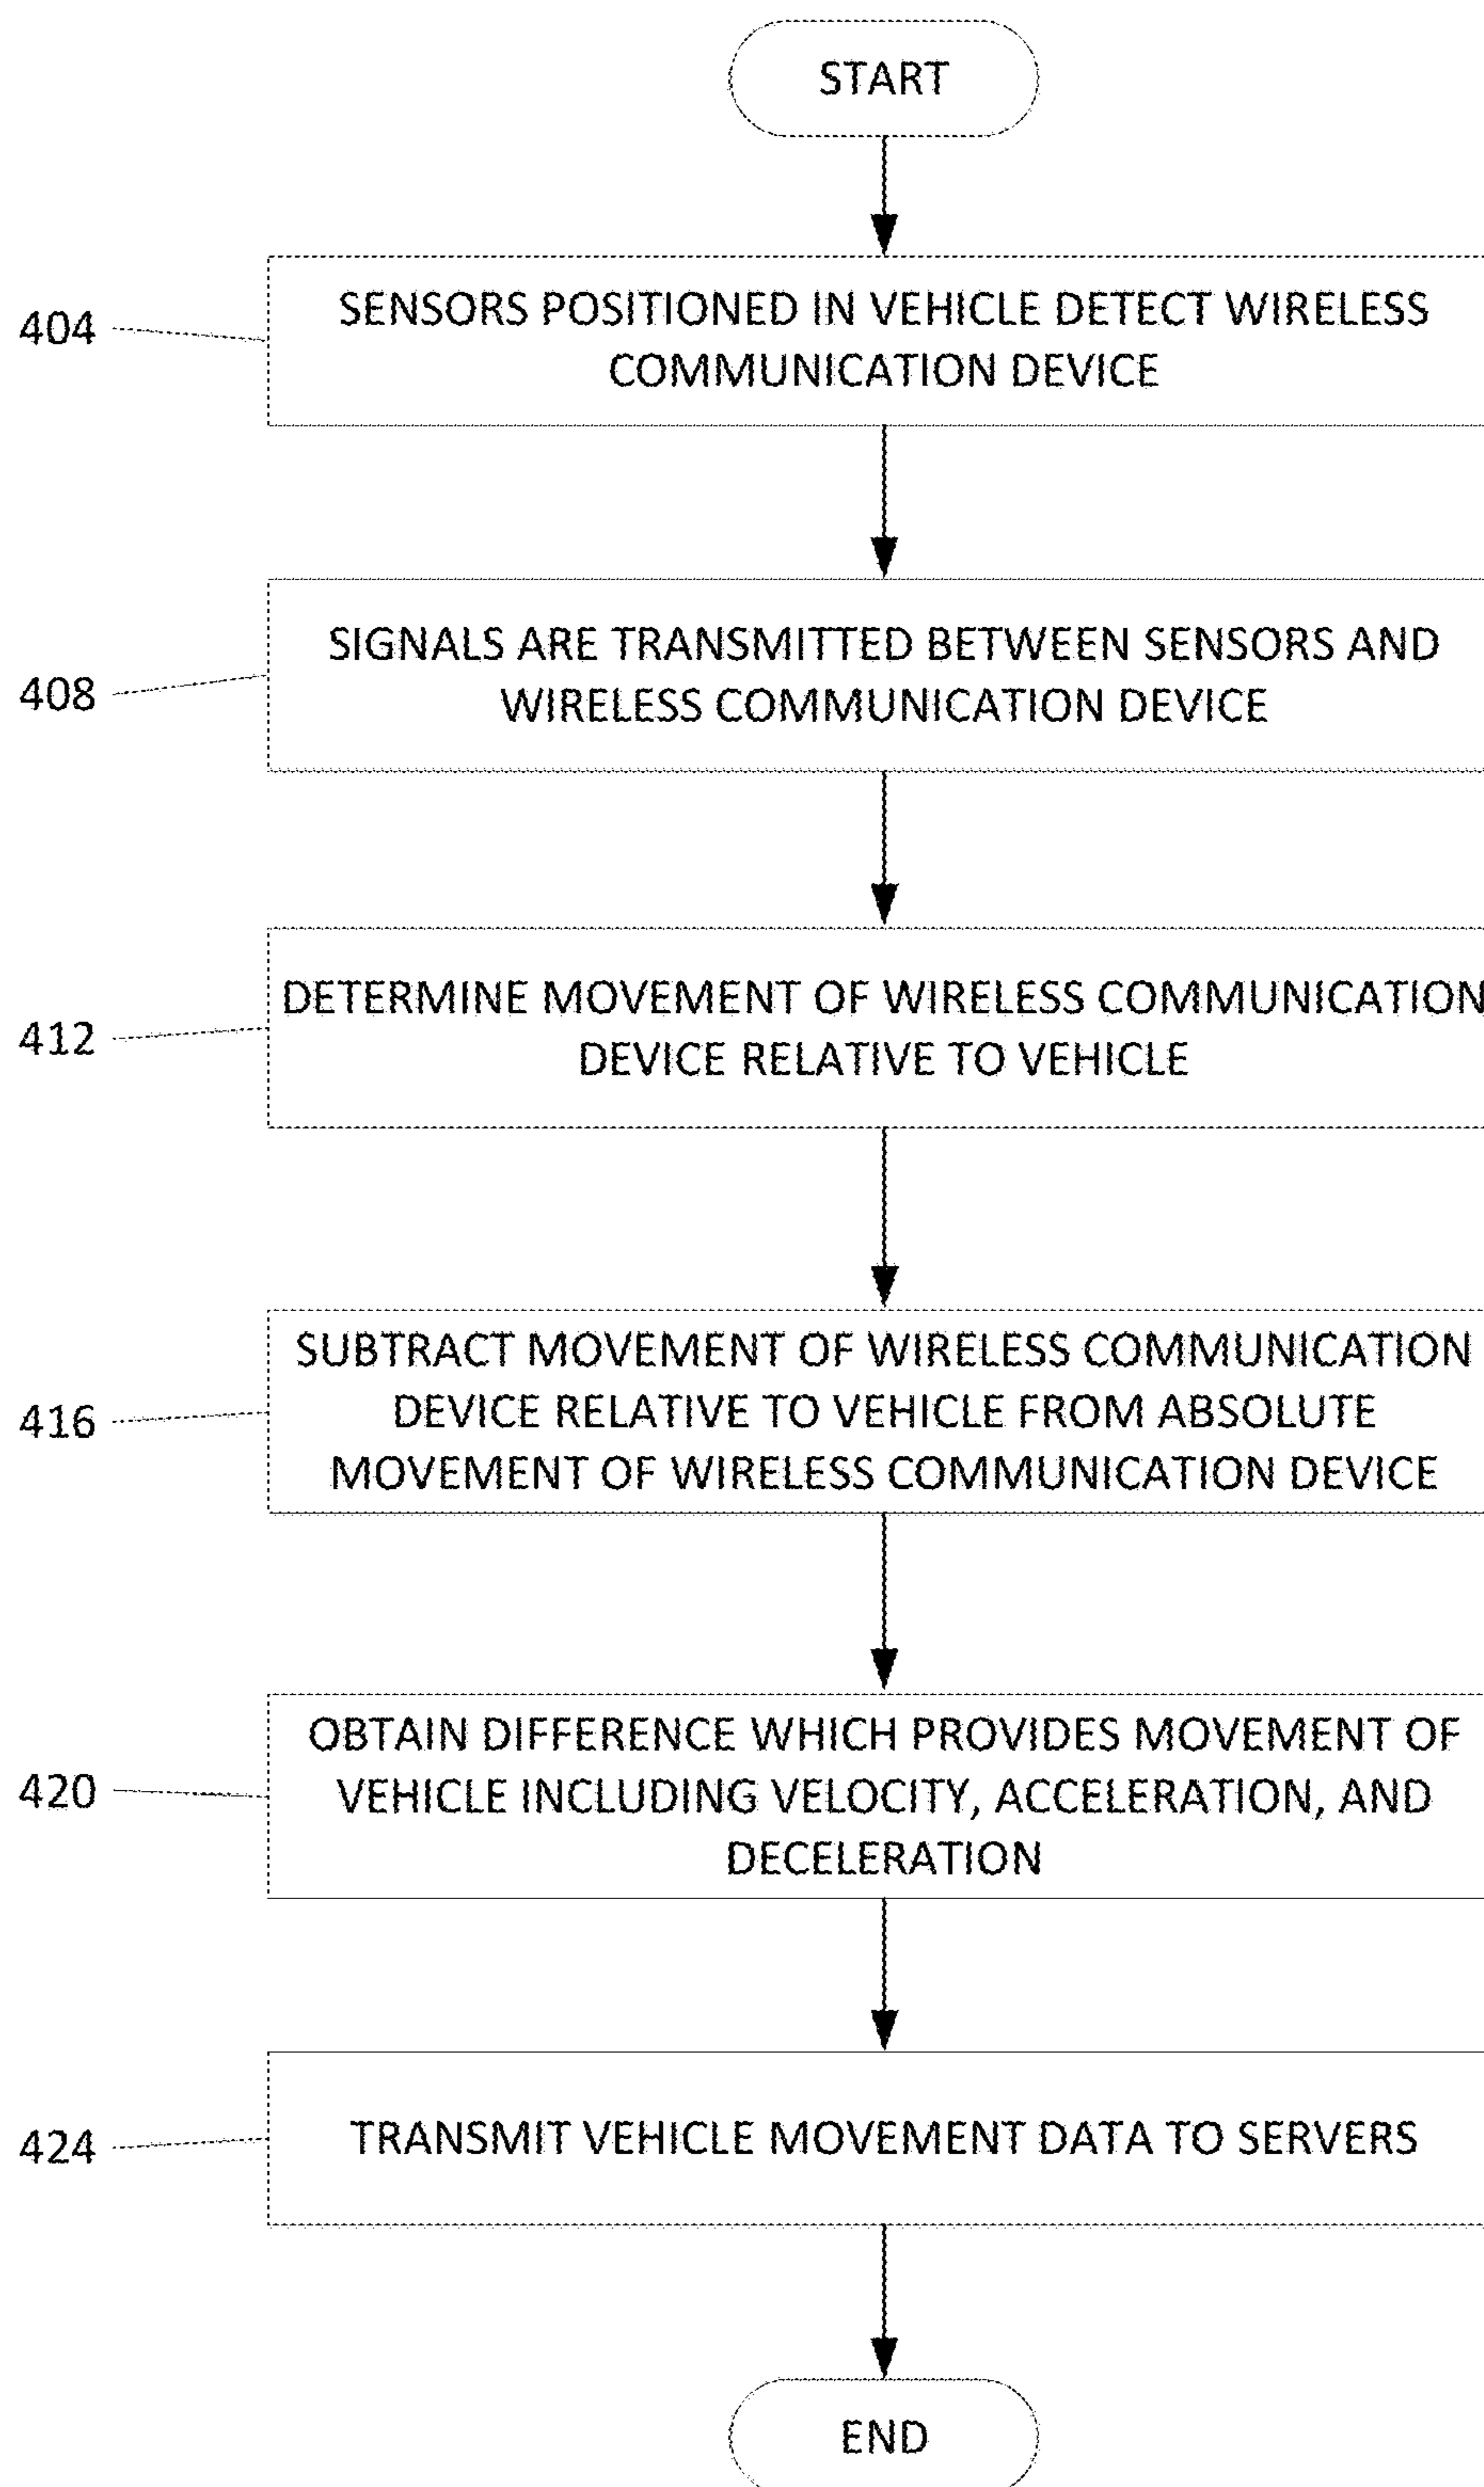 START
404
SENSORS POSITIONED IN VEHICLE DETECT WIRELESS
COMMUNICATION DEVICE
408
SIGNALS ARE TRANSMITTED BETWEEN SENSORS AND
WIRELESS COMMUNICATION DEVICE
412
DETERMINE MOVEMENT OF WIRELESS COMMUNICATION
DEVICE RELATIVE TO VEHICLE
416
SUBTRACT MOVEMENT OF WIRELESS COMMUNICATION
DEVICE RELATIVE TO VEHICLE FROM ABSOLUTE
MOVEMENT OF WIRELESS COMMUNICATION DEVICE
420
OBTAIN DIFFERENCE WHICH PROVIDES MOVEMENT OF
VEHICLE INCLUDING VELOCITY, ACCELERATION, AND
DECELERATION
424
TRANSMIT VEHICLE MOVEMENT DATA TO SERVERS
END